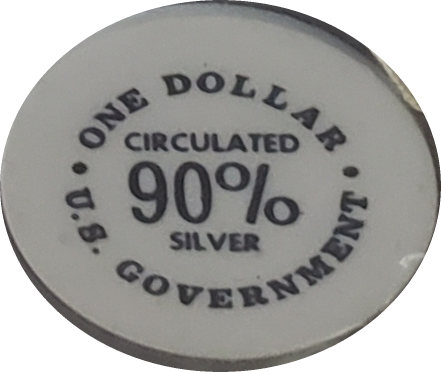 ONE DOLLAR
CIRCULATED
90%
SILVER
• U.S. GOVERNMENT •